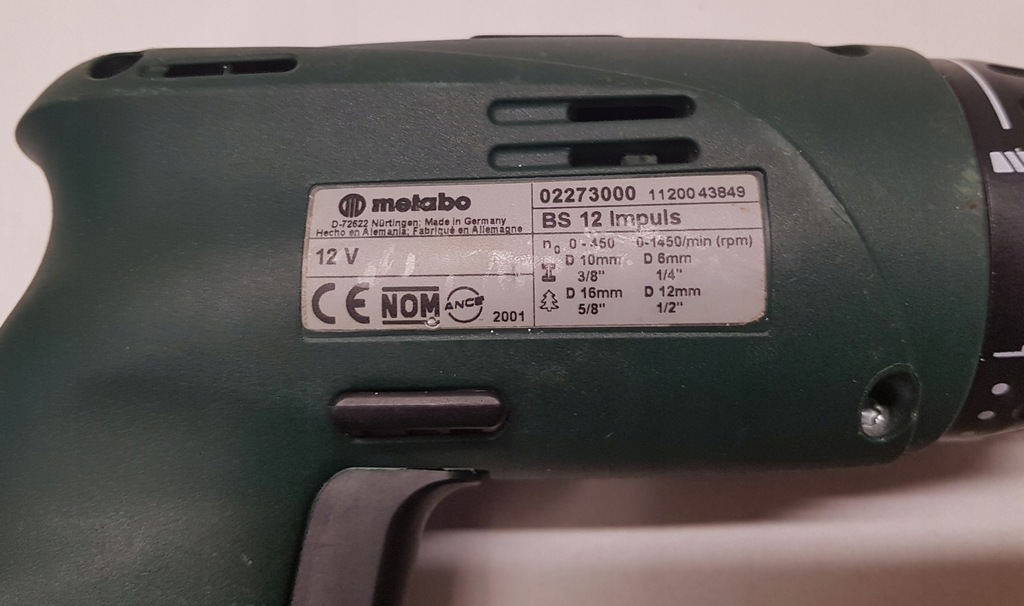 metabo
D-72622 Nürtingen; Made in Germany
Hecho en Alemania; Fabriqué en Allemagne
12 V
CE NOM ANCE 2001
02273000 1120043849
BS 12 Impuls
n₀ 0 - 450 0-1450/min (rpm)
D 10mm D 6mm
3/8" 1/4"
D 16mm D 12mm
5/8" 1/2"